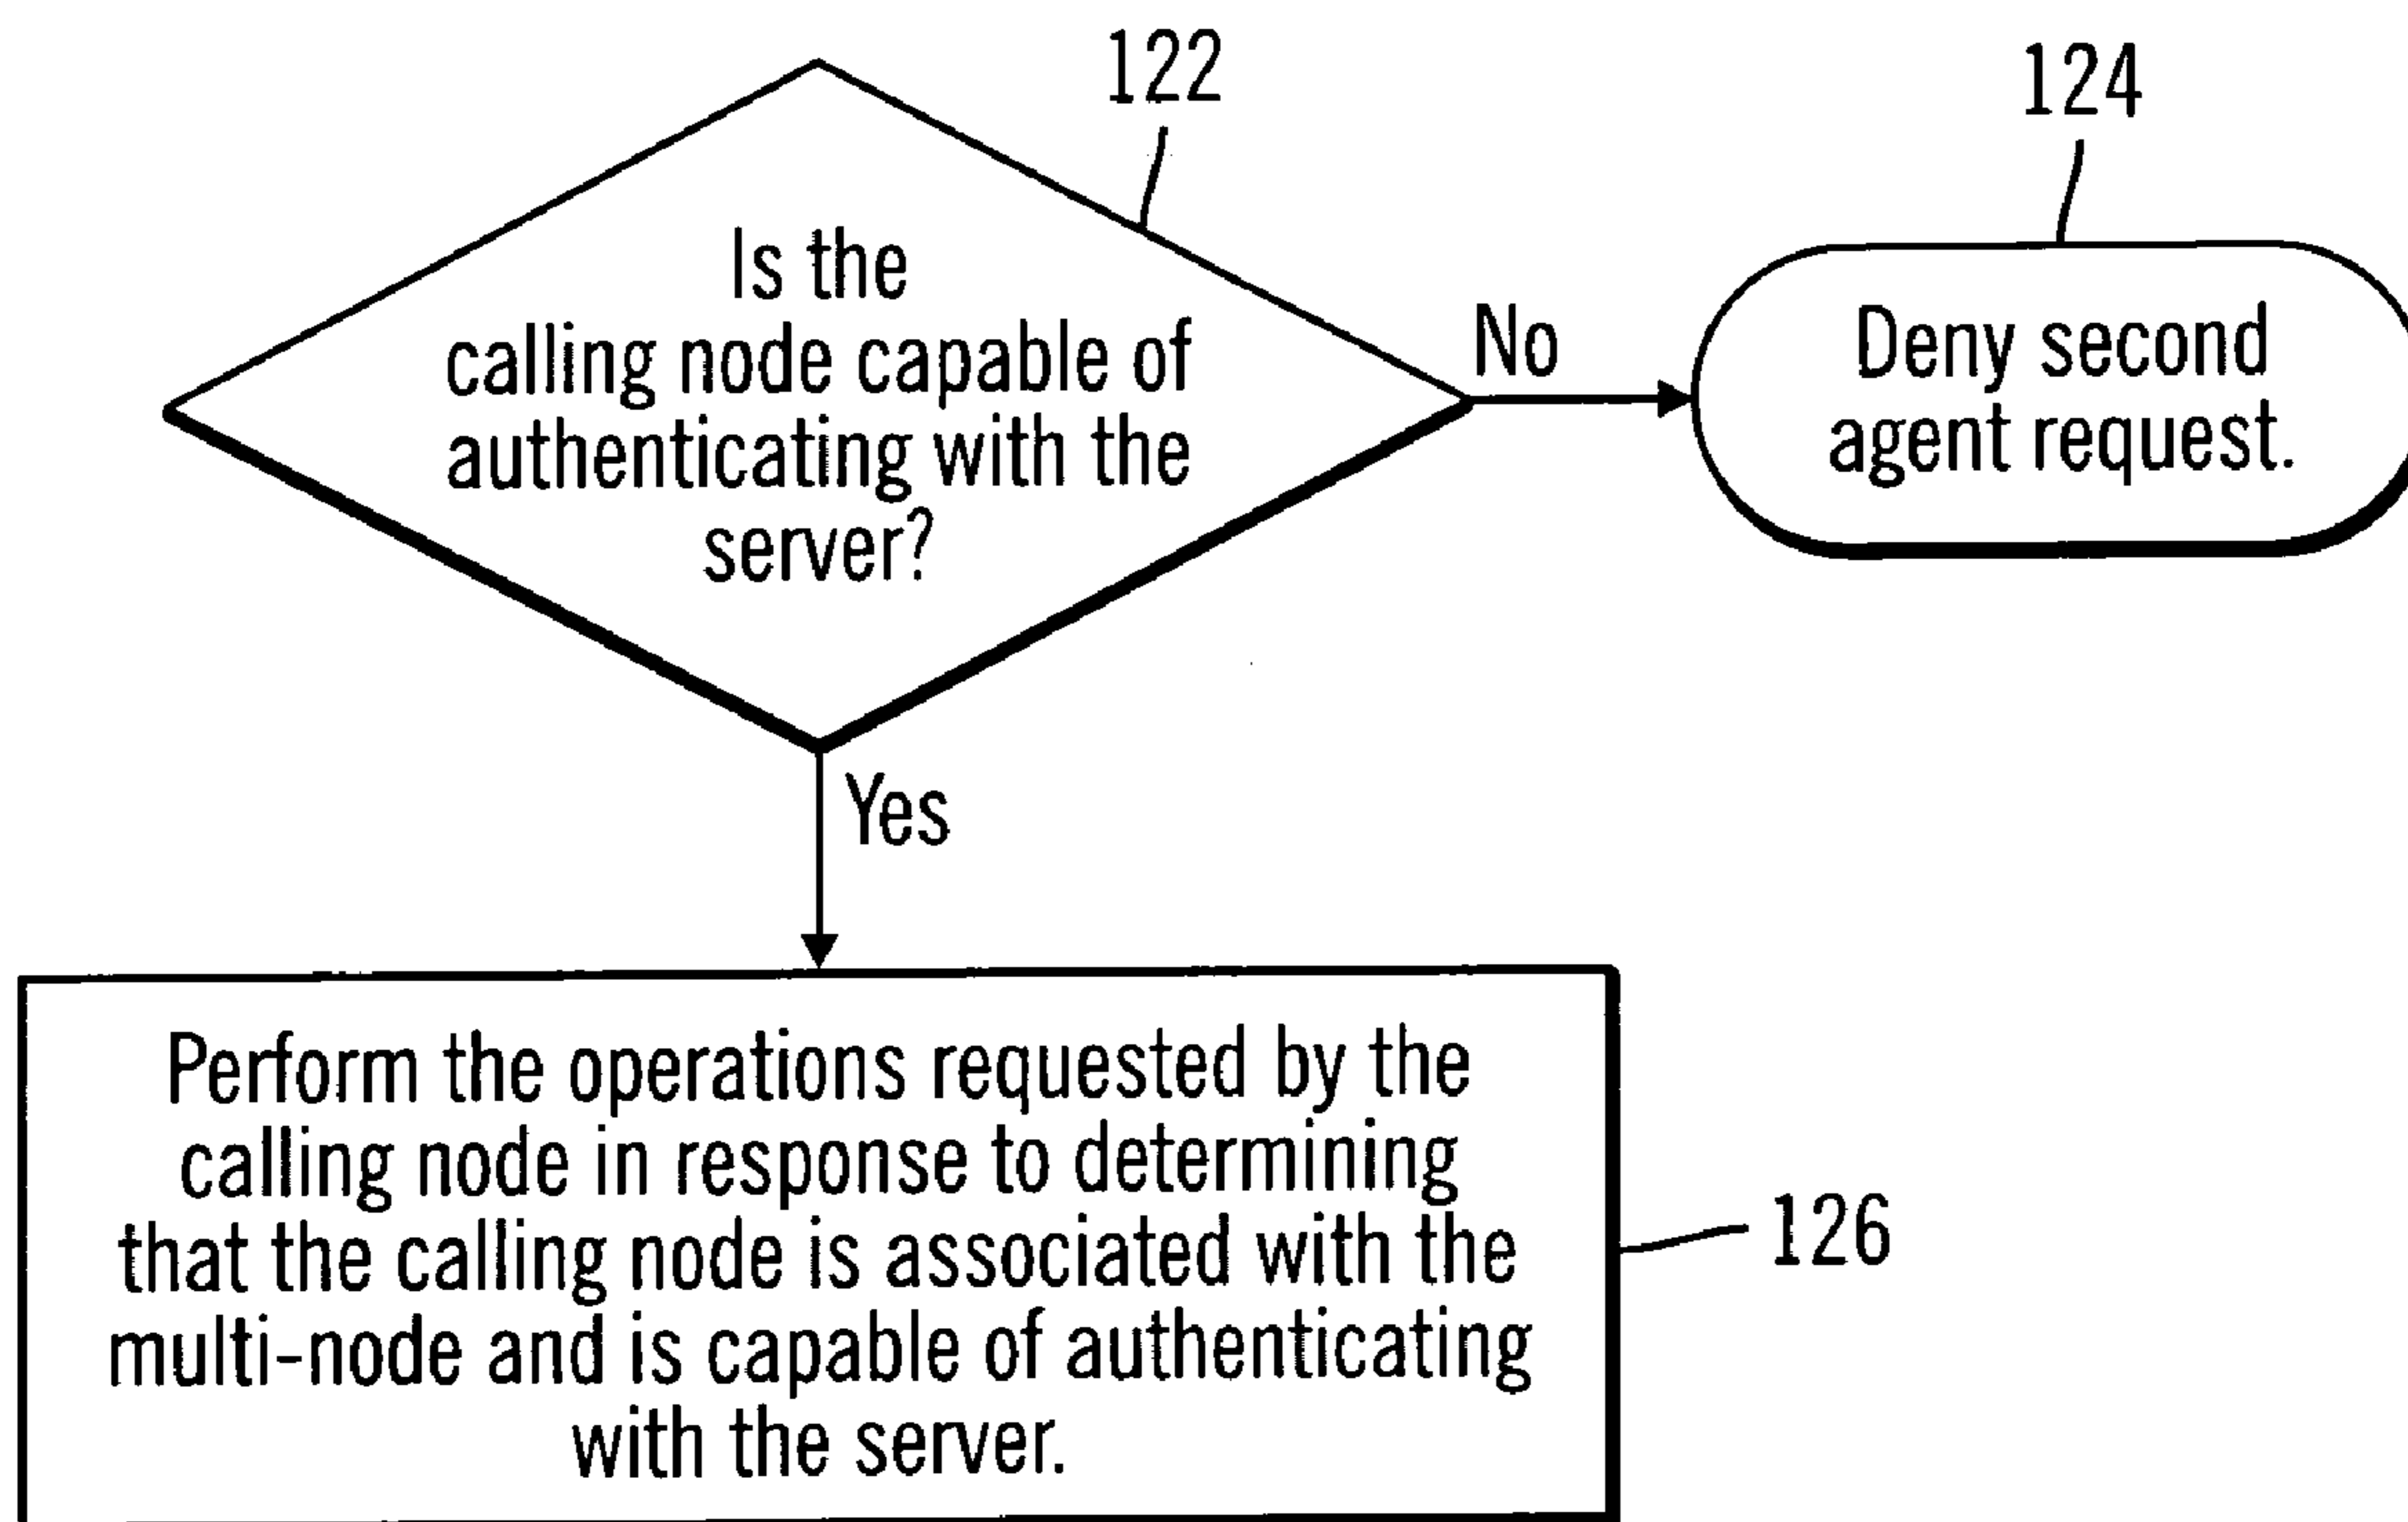 122
124
Is the
calling node capable of
authenticating with the
server?
No
Deny second
agent request.
Yes
Perform the operations requested by the
calling node in response to determining
that the calling node is associated with the
multi-node and is capable of authenticating
with the server.
126